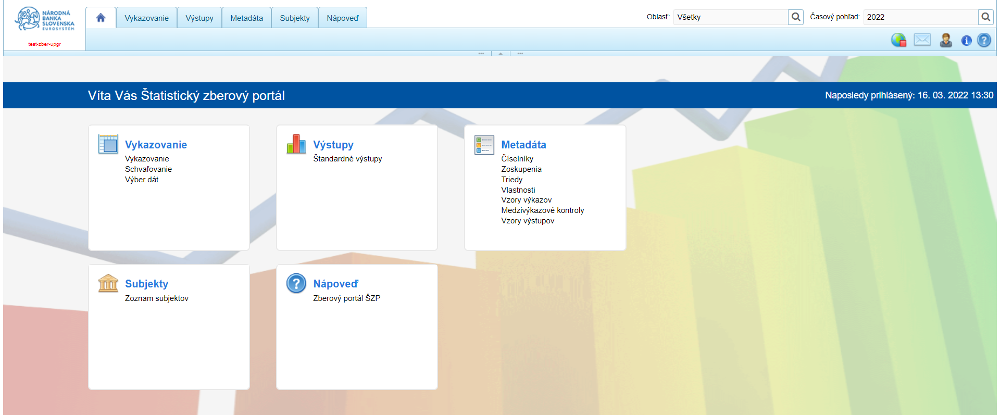 NÁRODNÁ
BANKA
SLOVENSKA
EUROSYSTÉM
test-zber-upgr
Vykazovanie
Výstupy
Metadáta
Subjekty
Nápoveď
Oblasť: Všetky
Časový pohľad: 2022
Víta Vás Štatistický zberový portál
Naposledy prihlásený: 16. 03. 2022 13:30
Vykazovanie
Vykazovanie
Schvaľovanie
Výber dát
Výstupy
Štandardné výstupy
Metadáta
Číselníky
Zoskupenia
Triedy
Vlastnosti
Vzory výkazov
Medzivýkazové kontroly
Vzory výstupov
Subjekty
Zoznam subjektov
Nápoveď
Zberový portál ŠZP